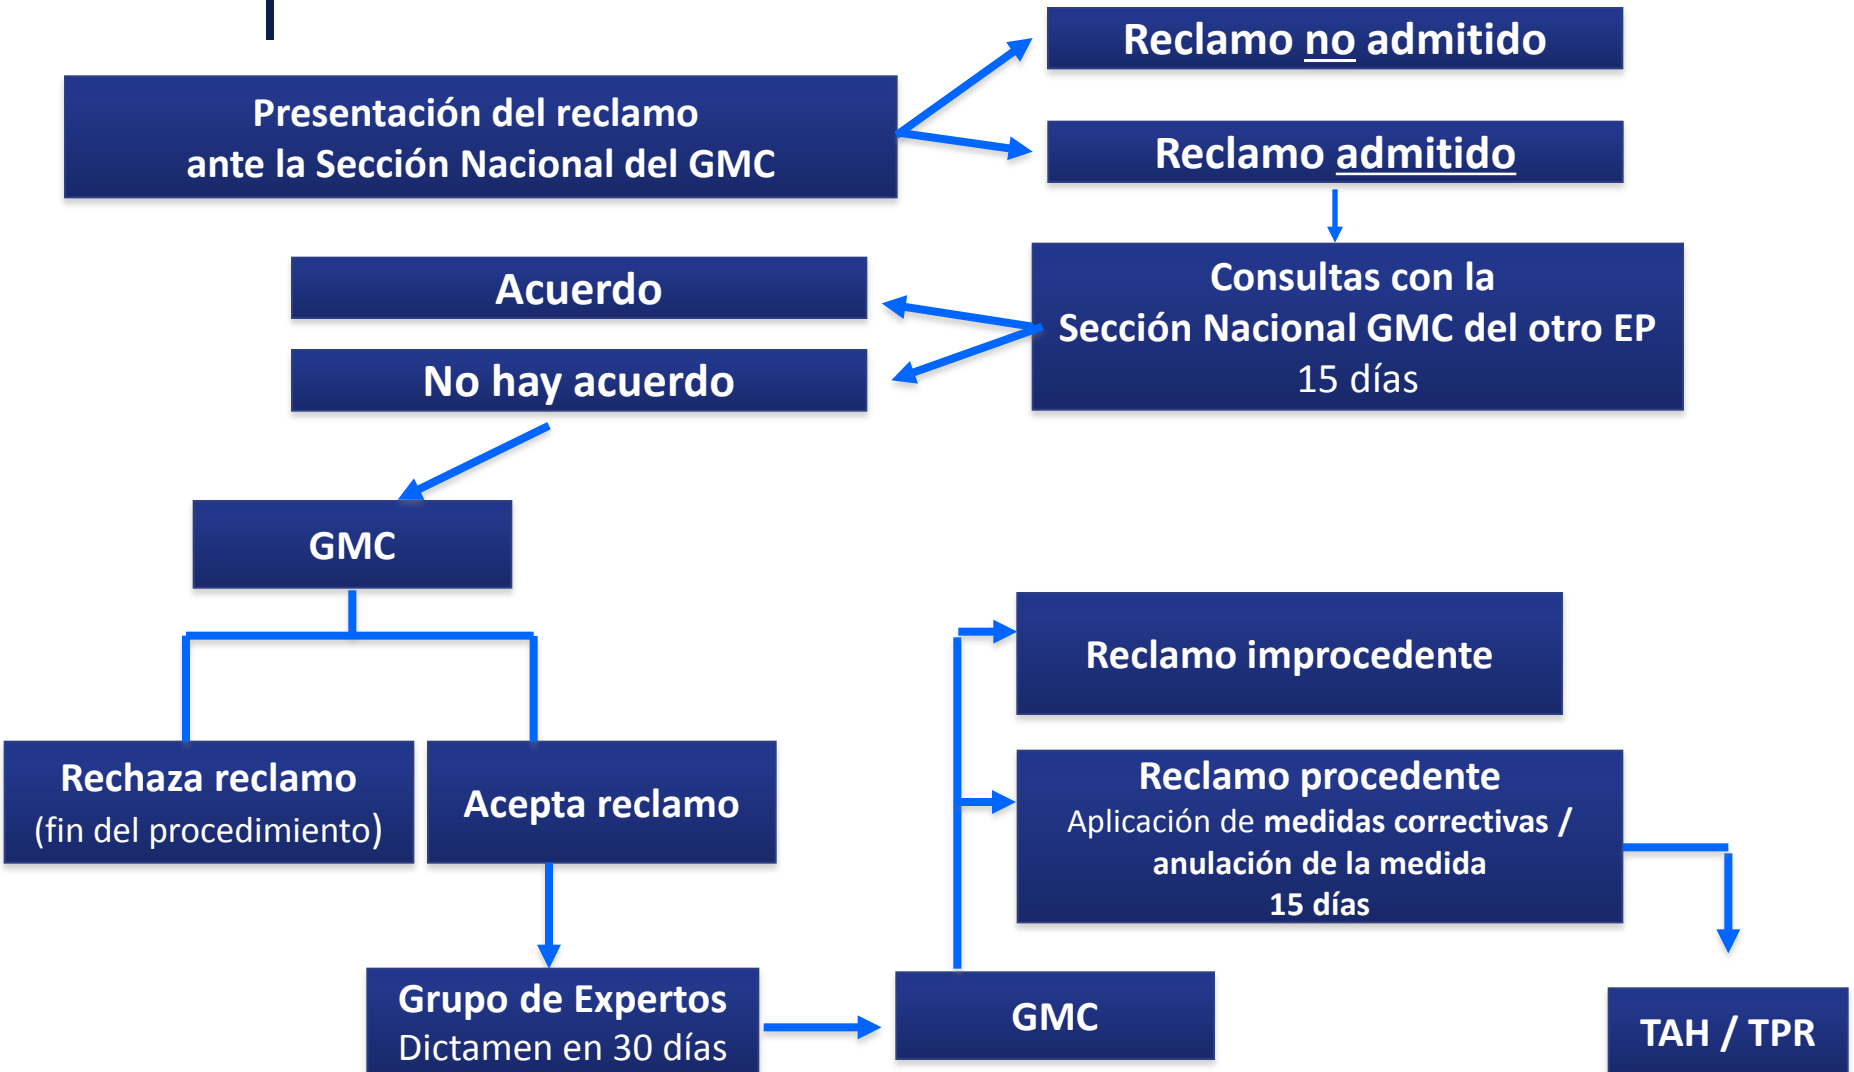 Reclamo no admitido
Presentación del reclamo
ante la Sección Nacional del GMC
Reclamo admitido
Consultas con la
Sección Nacional GMC del otro EP
15 días
Acuerdo
No hay acuerdo
GMC
Rechaza reclamo
(fin del procedimiento)
Acepta reclamo
Grupo de Expertos
Dictamen en 30 días
GMC
Reclamo improcedente
Reclamo procedente
Aplicación de medidas correctivas /
anulación de la medida
15 días
TAH / TPR